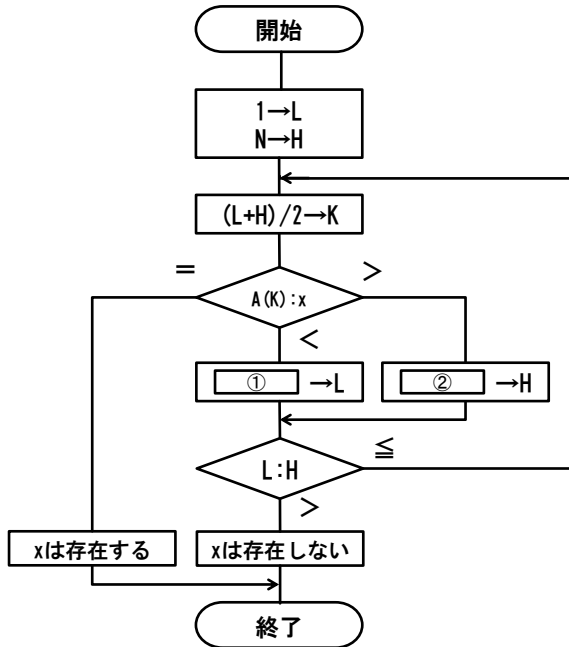 開始
1→L
N→H
(L+H)/2→K
= >
A(K):x
<
① →L
② →H
L:H
≦
>
xは存在する
xは存在しない
終了